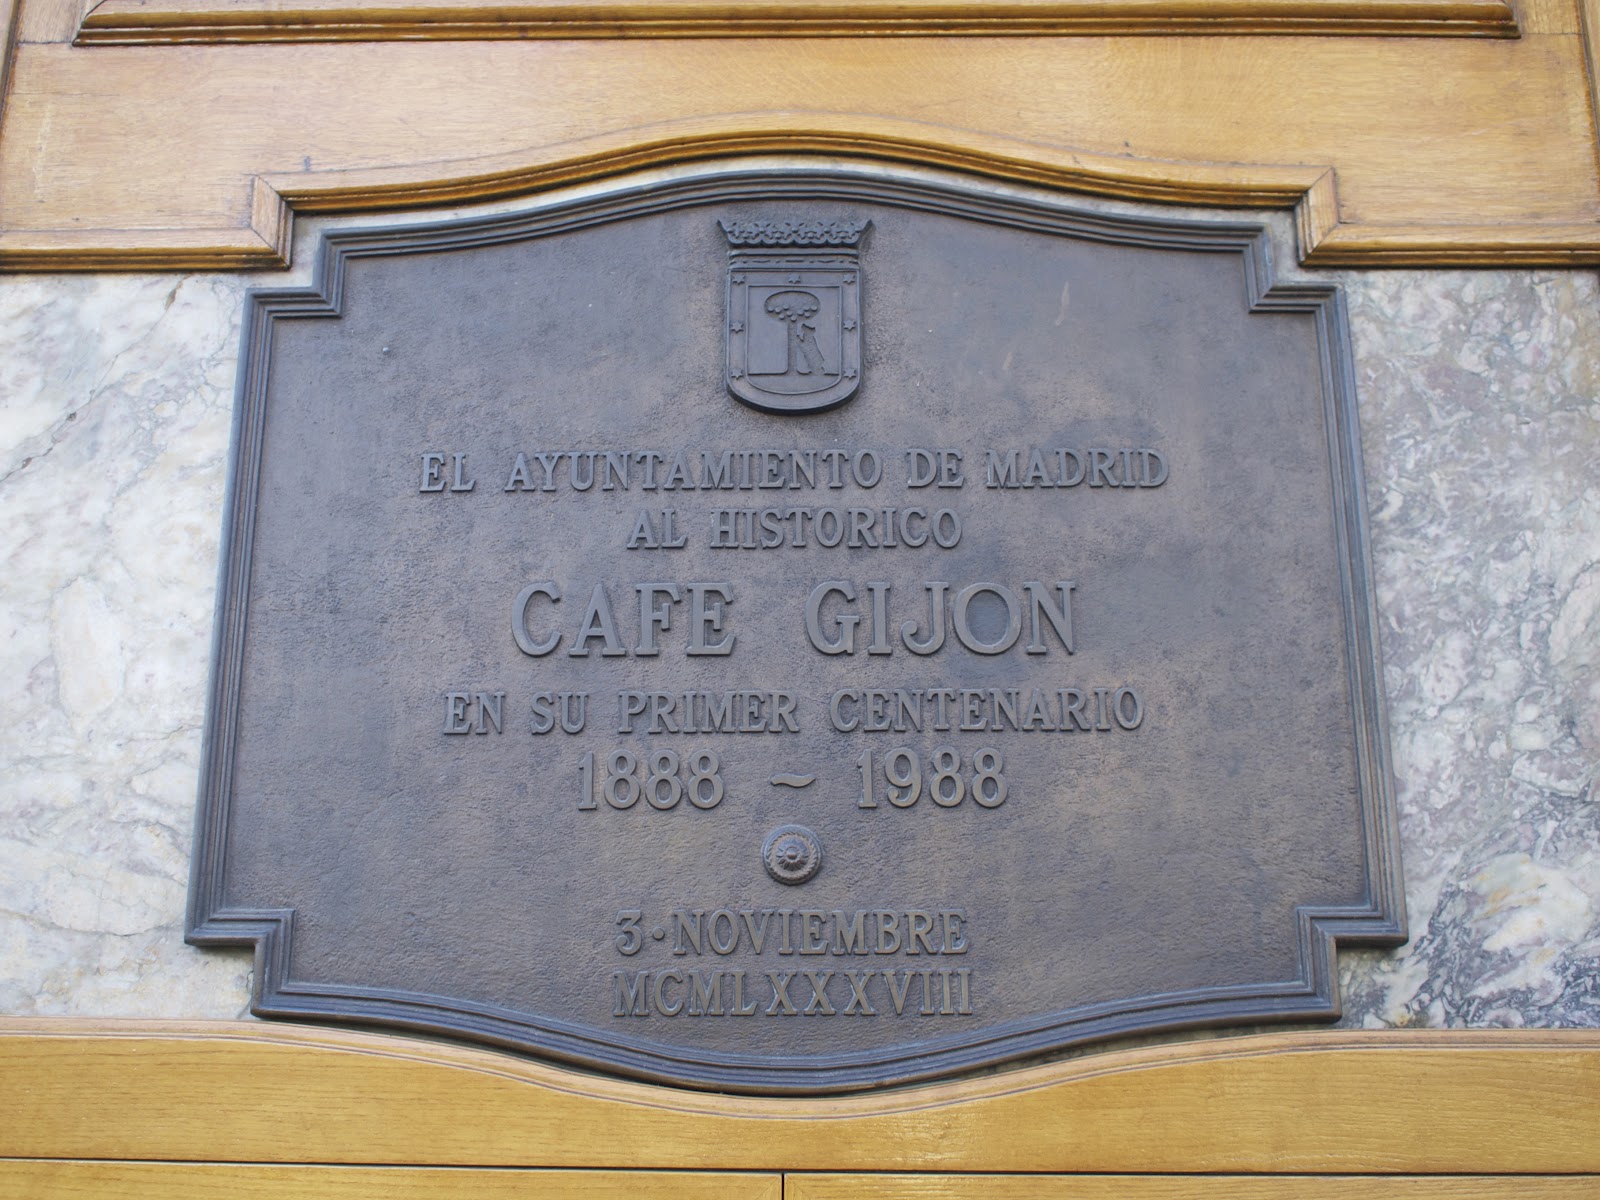 EL AYUNTAMIENTO DE MADRID
AL HISTORICO
CAFE GIJON
EN SU PRIMER CENTENARIO
1888 ~ 1988
3·NOVIEMBRE
MCMLXXXVIII